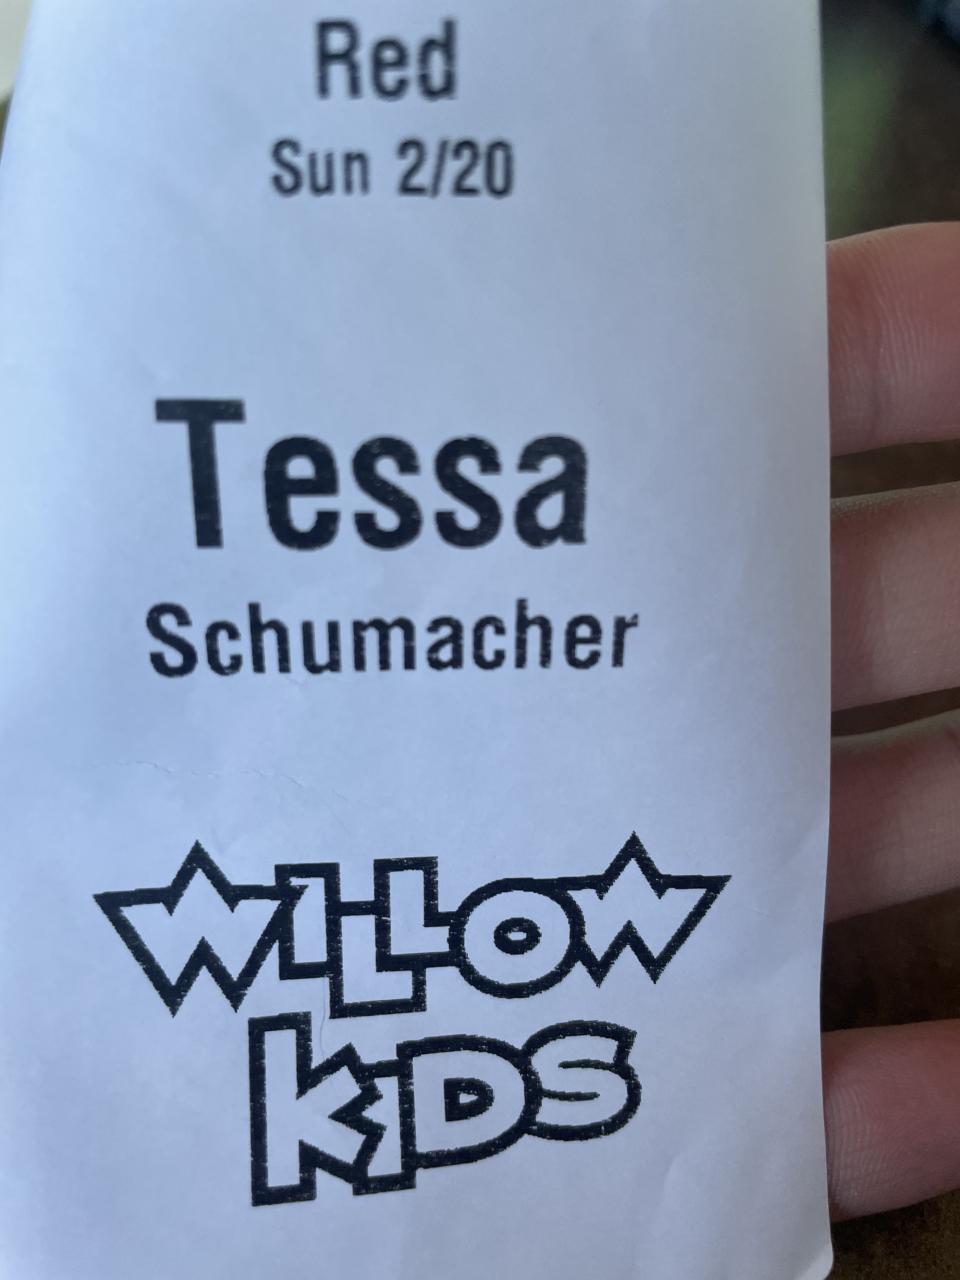 Red
Sun 2/20
Tessa
Schumacher
WILLOW
KIDS